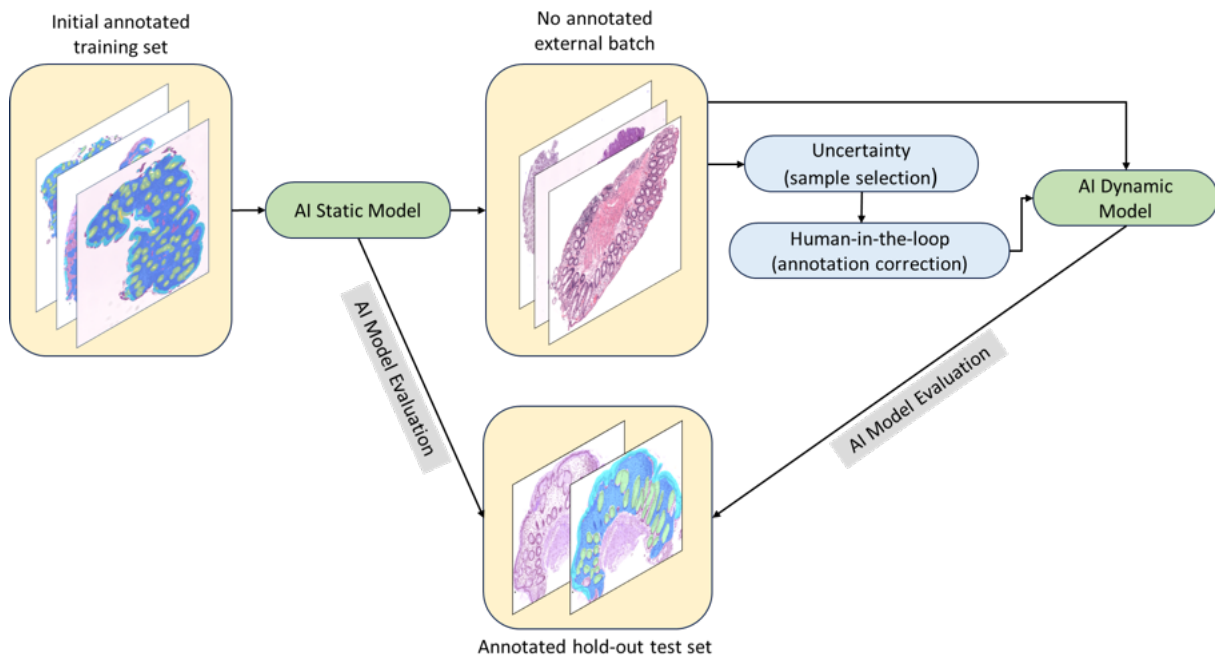 Initial annotated
training set
No annotated
external batch
AI Static Model
Uncertainty
(sample selection)
Human-in-the-loop
(annotation correction)
AI Dynamic
Model
AI Model Evaluation
AI Model Evaluation
Annotated hold-out test set